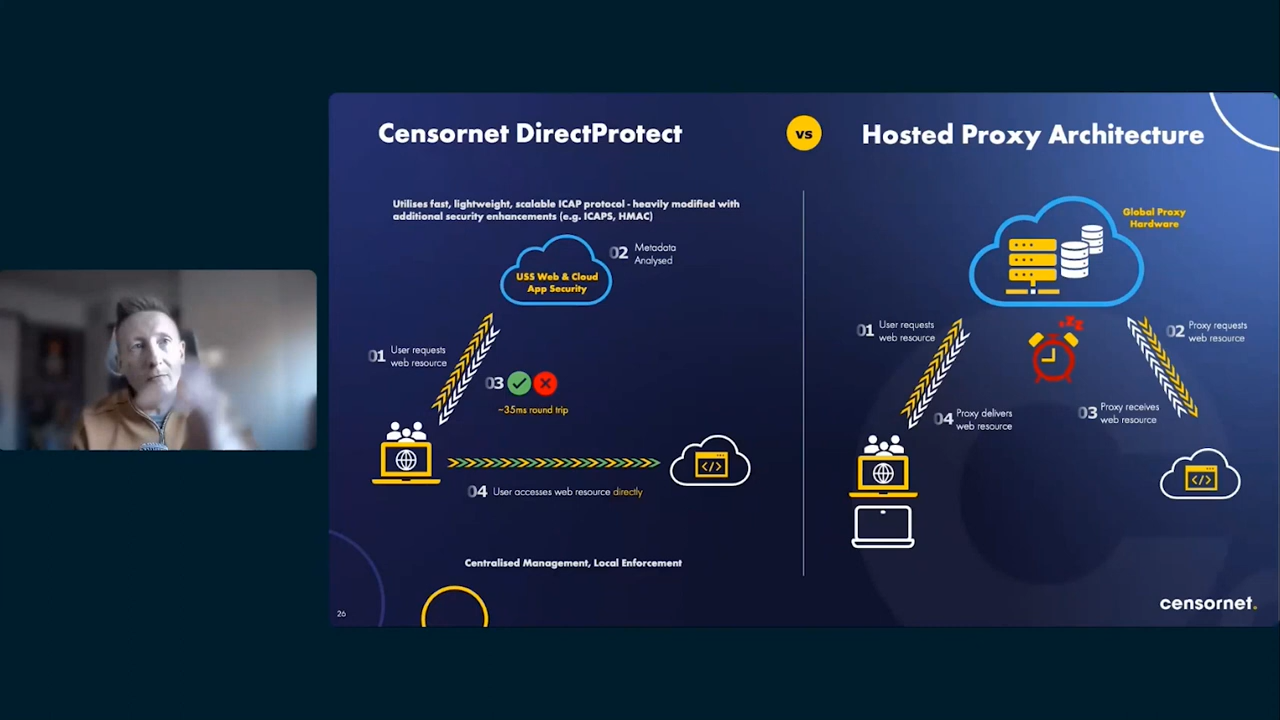 Censornet DirectProtect
vs
Hosted Proxy Architecture
Utilises fast, lightweight, scalable ICAP protocol - heavily modified with
additional security enhancements (e.g. ICAPS, HMAC)
USS Web & Cloud
App Security
02 Metadata
Analysed
01 User requests
web resource
03
~35ms round trip
04 User accesses web resource directly
Centralised Management, Local Enforcement
26
Global Proxy
Hardware
01 User requests
web resource
zZ
02 Proxy requests
web resource
04 Proxy delivers
web resource
03 Proxy receives
web resource
</>
</>
censornet.